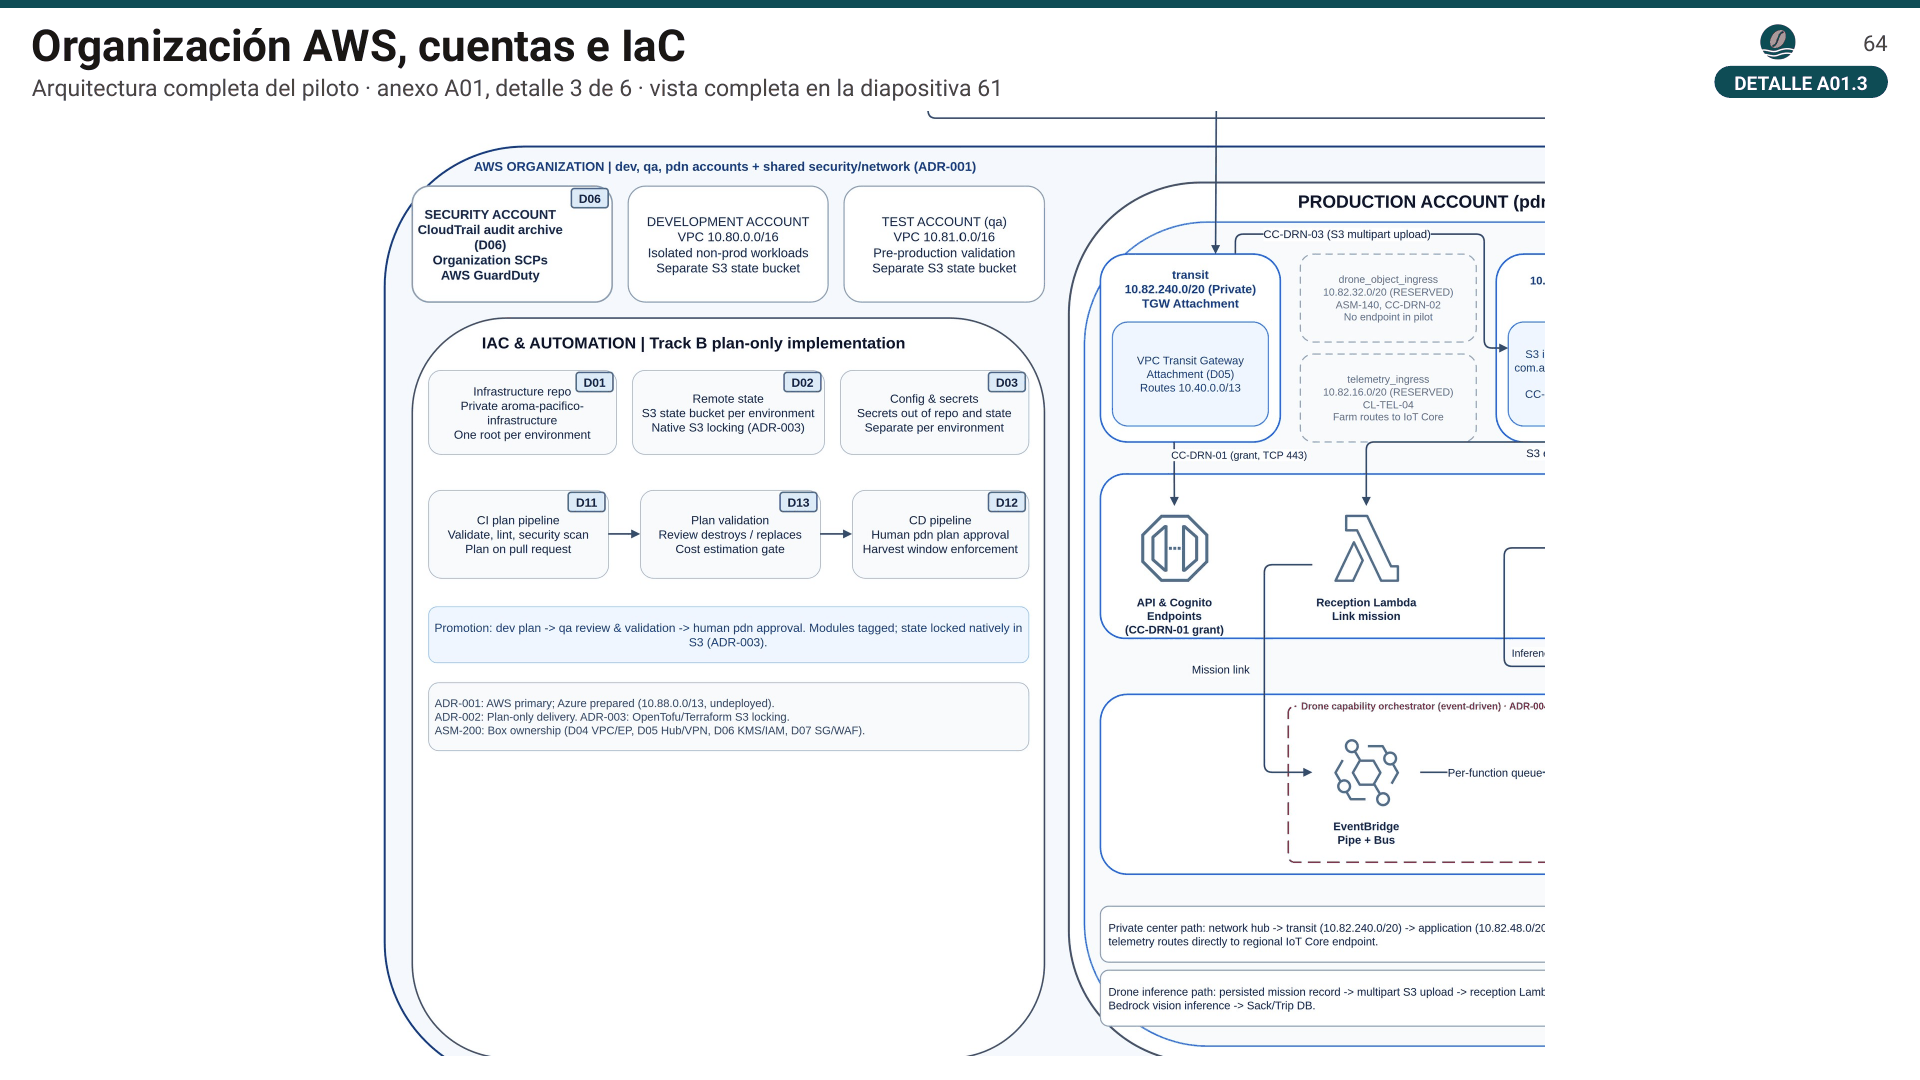 Organización AWS, cuentas e IaC
Arquitectura completa del piloto · anexo A01, detalle 3 de 6 · vista completa en la diapositiva 61
64
DETALLE A01.3
AWS ORGANIZATION | dev, qa, pdn accounts + shared security/network (ADR-001)
D06
SECURITY ACCOUNT
CloudTrail audit archive
(D06)
Organization SCPs
AWS GuardDuty
DEVELOPMENT ACCOUNT
VPC 10.80.0.0/16
Isolated non-prod workloads
Separate S3 state bucket
TEST ACCOUNT (qa)
VPC 10.81.0.0/16
Pre-production validation
Separate S3 state bucket
IAC & AUTOMATION | Track B plan-only implementation
D01
Infrastructure repo
Private aroma-pacifico-
infrastructure
One root per environment
D02
Remote state
S3 state bucket per environment
Native S3 locking (ADR-003)
D03
Config & secrets
Secrets out of repo and state
Separate per environment
D11
CI plan pipeline
Validate, lint, security scan
Plan on pull request
D13
Plan validation
Review destroys / replaces
Cost estimation gate
D12
CD pipeline
Human pdn plan approval
Harvest window enforcement
Promotion: dev plan -> qa review & validation -> human pdn approval. Modules tagged; state locked natively in
S3 (ADR-003).
ADR-001: AWS primary; Azure prepared (10.88.0.0/13, undeployed).
ADR-002: Plan-only delivery. ADR-003: OpenTofu/Terraform S3 locking.
ASM-200: Box ownership (D04 VPC/EP, D05 Hub/VPN, D06 KMS/IAM, D07 SG/WAF).
PRODUCTION ACCOUNT (pdn
CC-DRN-03 (S3 multipart upload)
transit
10.82.240.0/20 (Private)
TGW Attachment
VPC Transit Gateway
Attachment (D05)
Routes 10.40.0.0/13
drone_object_ingress
10.82.32.0/20 (RESERVED)
ASM-140, CC-DRN-02
No endpoint in pilot
telemetry_ingress
10.82.16.0/20 (RESERVED)
CL-TEL-04
Farm routes to IoT Core
10.
S3 i
com.a
CC-
CC-DRN-01 (grant, TCP 443)
S3
API & Cognito
Endpoints
(CC-DRN-01 grant)
Reception Lambda
Link mission
Mission link
Inferen
Drone capability orchestrator (event-driven) · ADR-00
EventBridge
Pipe + Bus
Per-function queue
Private center path: network hub -> transit (10.82.240.0/20) -> application (10.82.48.0/20
telemetry routes directly to regional IoT Core endpoint.
Drone inference path: persisted mission record -> multipart S3 upload -> reception Lamb
Bedrock vision inference -> Sack/Trip DB.